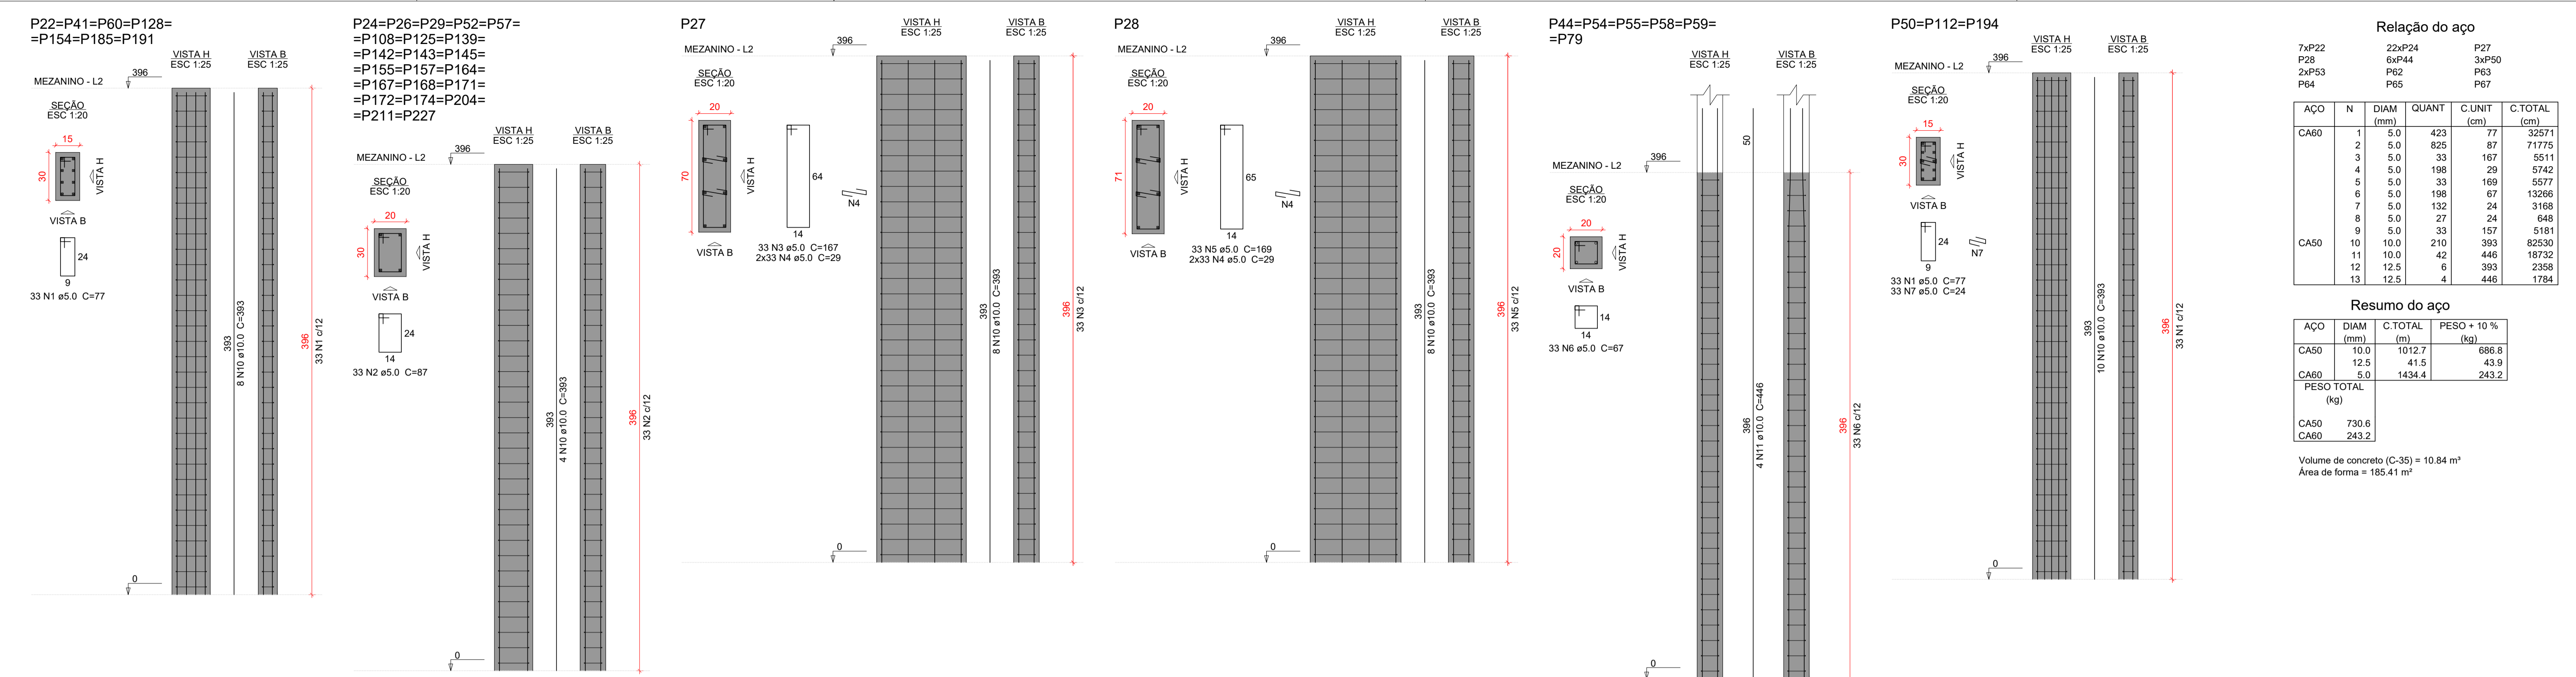 P22=P41=P60=P128=
=P154=P185=P191
VISTA H
ESC 1:25
VISTA B
ESC 1:25
MEZANINO - L2
396
SEÇÃO
ESC 1:20
15
30
VISTA H
VISTA B
24
9
33 N1 ø5.0 C=77
393
8 N10 ø10.0 C=393
396
33 N1 c/12
0
P24=P26=P29=P52=P57=
=P108=P125=P139=
=P142=P143=P145=
=P155=P157=P164=
=P167=P168=P171=
=P172=P174=P204=
=P211=P227
VISTA H
ESC 1:25
VISTA B
ESC 1:25
MEZANINO - L2
396
SEÇÃO
ESC 1:20
20
30
VISTA H
VISTA B
24
14
33 N2 ø5.0 C=87
393
4 N10 ø10.0 C=393
396
33 N2 c/12
0
P27
VISTA H
ESC 1:25
VISTA B
ESC 1:25
MEZANINO - L2
396
SEÇÃO
ESC 1:20
20
70
VISTA H
VISTA B
64
14
N4
33 N3 ø5.0 C=167
2x33 N4 ø5.0 C=29
393
8 N10 ø10.0 C=393
396
33 N3 c/12
0
P28
VISTA H
ESC 1:25
VISTA B
ESC 1:25
MEZANINO - L2
396
SEÇÃO
ESC 1:20
20
71
VISTA H
VISTA B
65
14
N4
33 N5 ø5.0 C=169
2x33 N4 ø5.0 C=29
393
8 N10 ø10.0 C=393
396
33 N5 c/12
0
P44=P54=P55=P58=P59=
=P79
VISTA H
ESC 1:25
VISTA B
ESC 1:25
50
MEZANINO - L2
396
SEÇÃO
ESC 1:20
20
20
VISTA H
VISTA B
14
14
33 N6 ø5.0 C=67
396
4 N11 ø10.0 C=446
396
33 N6 c/12
0
P50=P112=P194
VISTA H
ESC 1:25
VISTA B
ESC 1:25
MEZANINO - L2
396
SEÇÃO
ESC 1:20
15
30
VISTA H
VISTA B
24
9
N7
33 N1 ø5.0 C=77
33 N7 ø5.0 C=24
393
10 N10 ø10.0 C=393
396
33 N1 c/12
0
Relação do aço
7xP22 22xP24 P27
P28 6xP44 3xP50
2xP53 P62 P63
P64 P65 P67
AÇO N DIAM QUANT C.UNIT C.TOTAL
(mm) (cm) (cm)
CA60 1 5.0 423 77 32571
2 5.0 825 87 71775
3 5.0 33 167 5511
4 5.0 198 29 5742
5 5.0 33 169 5577
6 5.0 198 67 13266
7 5.0 132 24 3168
8 5.0 27 24 648
9 5.0 33 157 5181
CA50 10 10.0 210 393 82530
11 10.0 42 446 18732
12 12.5 6 393 2358
13 12.5 4 446 1784
Resumo do aço
AÇO DIAM C.TOTAL PESO + 10 %
(mm) (m) (kg)
CA50 10.0 1012.7 686.8
12.5 41.5 43.9
CA60 5.0 1434.4 243.2
PESO TOTAL
(kg)
CA50 730.6
CA60 243.2
Volume de concreto (C-35) = 10.84 m³
Área de forma = 185.41 m²